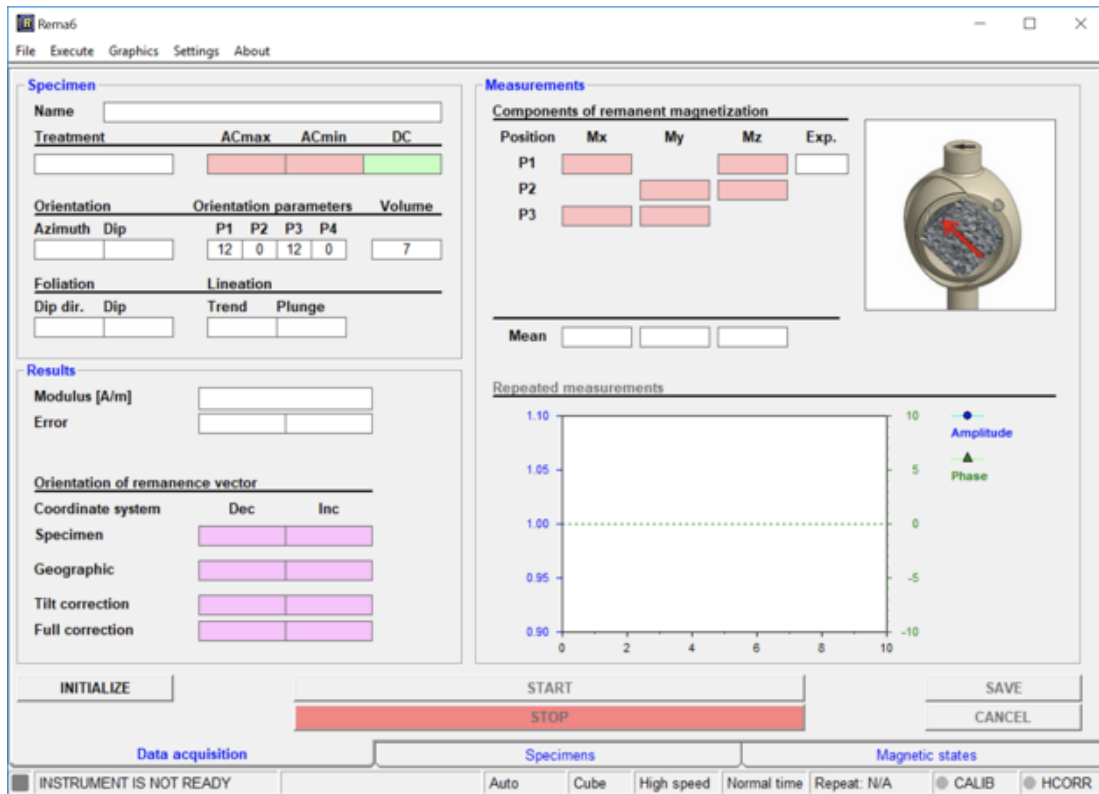 Rema6
File Execute Graphics Settings About
Specimen
Name
Treatment ACmax ACmin DC
Orientation Orientation parameters Volume
Azimuth Dip P1 P2 P3 P4
12 0 12 0 7
Foliation Lineation
Dip dir. Dip Trend Plunge
Results
Modulus [A/m]
Error
Orientation of remanence vector
Coordinate system Dec Inc
Specimen
Geographic
Tilt correction
Full correction
Measurements
Components of remanent magnetization
Position Mx My Mz Exp.
P1
P2
P3
Mean
Repeated measurements
1.10 10
Amplitude
1.05 5
Phase
1.00 0
0.95 -5
0.90 -10
0 2 4 6 8 10
INITIALIZE START SAVE
STOP CANCEL
Data acquisition Specimens Magnetic states
INSTRUMENT IS NOT READY Auto Cube High speed Normal time Repeat: N/A CALIB HCORR